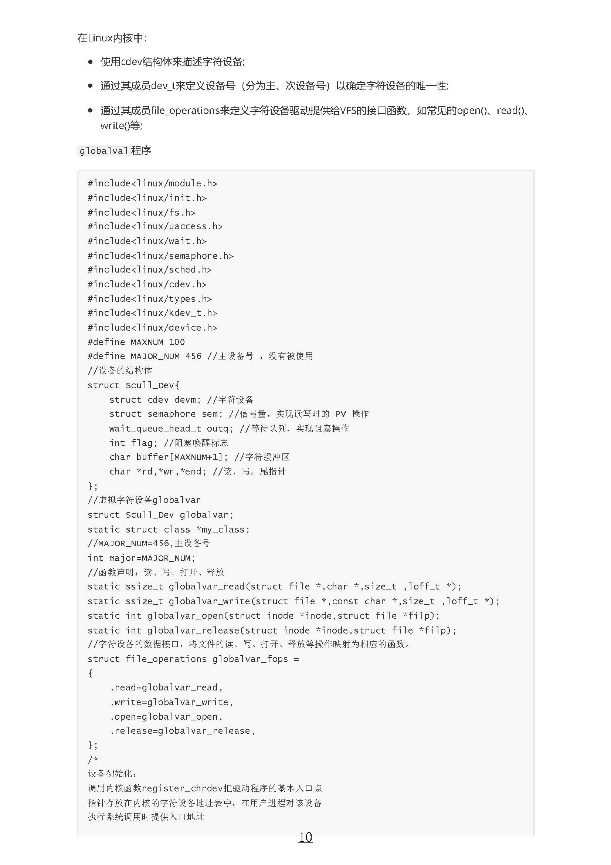 在Linux内核中：
使用cdev结构体来描述字符设备;
通过其成员dev_t来定义设备号（分为主、次设备号）以确定字符设备的唯一性;
通过其成员file_operations来定义字符设备驱动提供给VFS的接口函数，如常见的open()、read()、
write()等;
globalval程序
#include<linux/module.h>
#include<linux/init.h>
#include<linux/fs.h>
#include<linux/uaccess.h>
#include<linux/wait.h>
#include<linux/semaphore.h>
#include<linux/sched.h>
#include<linux/cdev.h>
#include<linux/types.h>
#include<linux/kdev_t.h>
#include<linux/device.h>
#define MAXNUM 100
#define MAJOR_NUM 456 //主设备号 ，没有被使用
//设备的结构体
struct Scull_Dev{
struct cdev devm; //字符设备
struct semaphore sem; //信号量，实现读写时的 PV 操作
wait_queue_head_t outq; //等待队列，实现阻塞操作
int flag; //阻塞唤醒标志
char buffer[MAXNUM+1]; //字符缓冲区
char *rd,*wr,*end; //读，写，尾指针
};
//虚拟字符设备globalvar
struct Scull_Dev globalvar;
static struct class *my_class;
//MAJOR_NUM=456,主设备号
int major=MAJOR_NUM;
//函数声明：读、写、打开、释放
static ssize_t globalvar_read(struct file *,char *,size_t ,loff_t *);
static ssize_t globalvar_write(struct file *,const char *,size_t ,loff_t *);
static int globalvar_open(struct inode *inode,struct file *filp);
static int globalvar_release(struct inode *inode,struct file *filp);
//字符设备的数据接口，将文件的读、写、打开、释放等操作映射为相应的函数。
struct file_operations globalvar_fops =
{
.read=globalvar_read,
.write=globalvar_write,
.open=globalvar_open,
.release=globalvar_release,
};
/*
设备初始化：
调用内核函数register_chrdev把驱动程序的基本入口点
指针存放在内核的字符设备地址表中，在用户进程对该设备
执行系统调用时提供入口地址
10